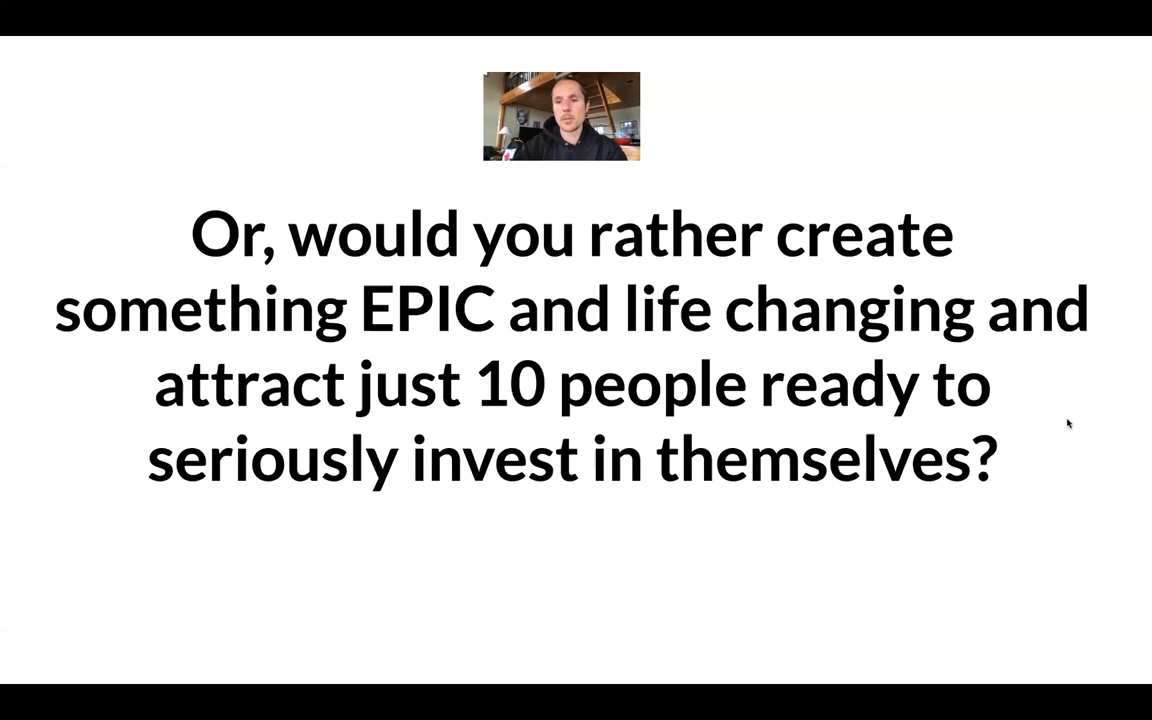 Or, would you rather create
something EPIC and life changing and
attract just 10 people ready to
seriously invest in themselves?